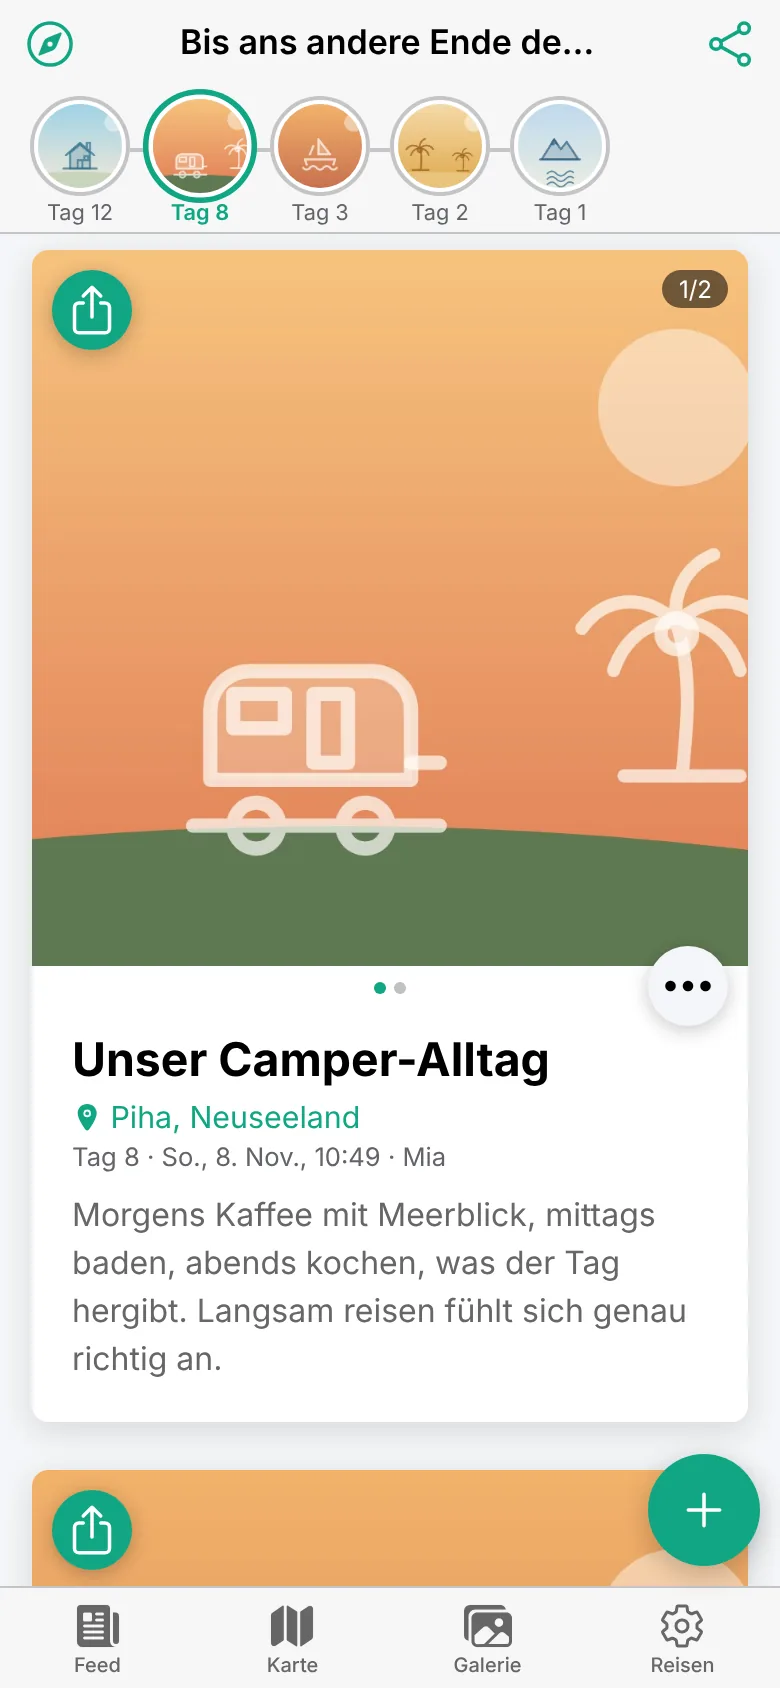 Bis ans andere Ende de...
Tag 12
Tag 8
Tag 3
Tag 2
Tag 1
1/2
Unser Camper-Alltag
Piha, Neuseeland
Tag 8 · So., 8. Nov., 10:49 · Mia
Morgens Kaffee mit Meerblick, mittags
baden, abends kochen, was der Tag
hergibt. Langsam reisen fühlt sich genau
richtig an.
Feed
Karte
Galerie
Reisen